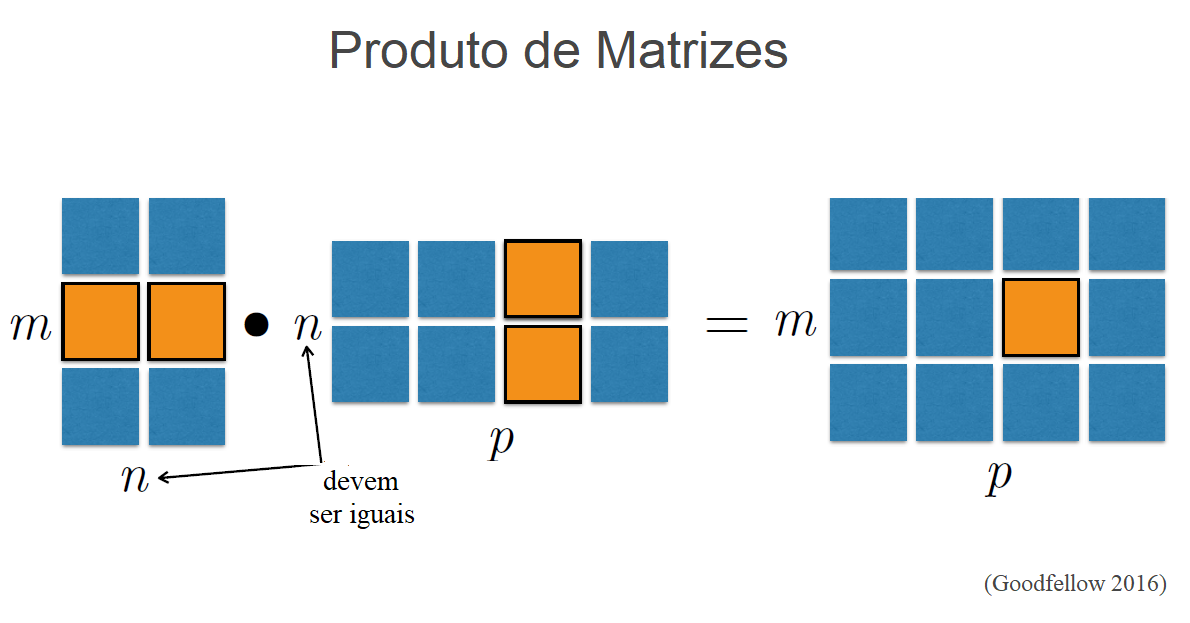 Produto de Matrizes
m
n
•
n
p
=
m
p
devem
ser iguais
(Goodfellow 2016)